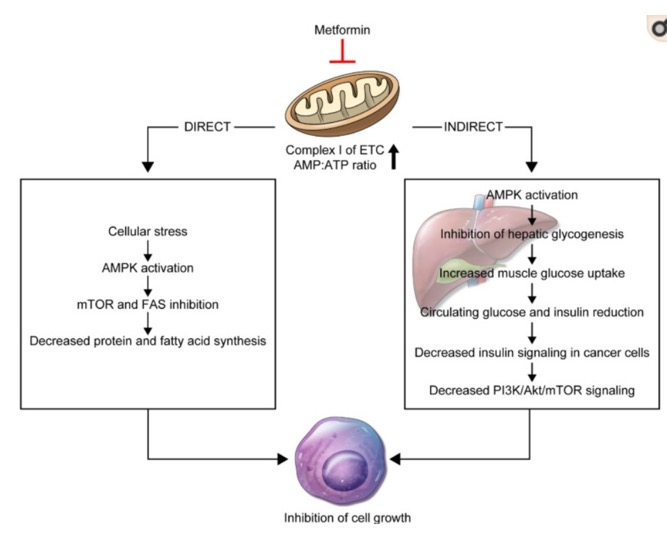 Metformin
DIRECT
INDIRECT
Complex I of ETC
AMP:ATP ratio
Cellular stress
AMPK activation
mTOR and FAS inhibition
Decreased protein and fatty acid synthesis
AMPK activation
Inhibition of hepatic glycogenesis
Increased muscle glucose uptake
Circulating glucose and insulin reduction
Decreased insulin signaling in cancer cells
Decreased PI3K/Akt/mTOR signaling
Inhibition of cell growth